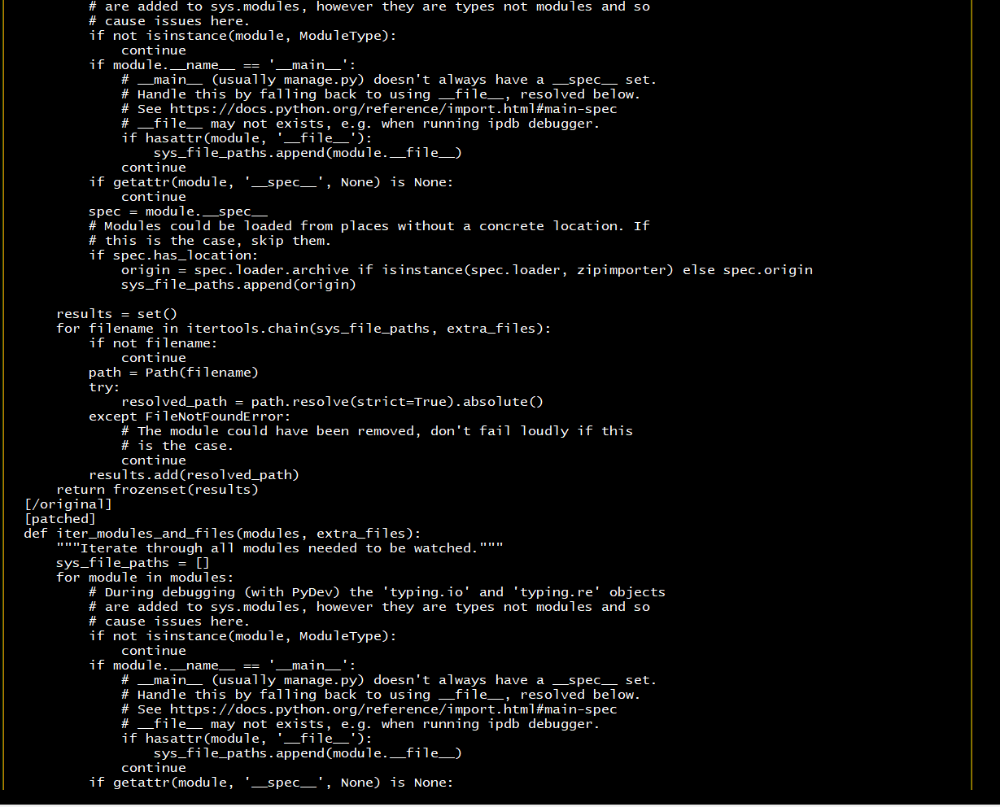 # are added to sys.modules, however they are types not modules and so
        # cause issues here.
        if not isinstance(module, ModuleType):
            continue
        if module.__name__ == '__main__':
            # __main__ (usually manage.py) doesn't always have a __spec__ set.
            # Handle this by falling back to using __file__, resolved below.
            # See https://docs.python.org/reference/import.html#main-spec
            # __file__ may not exists, e.g. when running ipdb debugger.
            if hasattr(module, '__file__'):
                sys_file_paths.append(module.__file__)
            continue
        if getattr(module, '__spec__', None) is None:
            continue
        spec = module.__spec__
        # Modules could be loaded from places without a concrete location. If
        # this is the case, skip them.
        if spec.has_location:
            origin = spec.loader.archive if isinstance(spec.loader, zipimporter) else spec.origin
            sys_file_paths.append(origin)

    results = set()
    for filename in itertools.chain(sys_file_paths, extra_files):
        if not filename:
            continue
        path = Path(filename)
        try:
            resolved_path = path.resolve(strict=True).absolute()
        except FileNotFoundError:
            # The module could have been removed, don't fail loudly if this
            # is the case.
            continue
        results.add(resolved_path)
    return frozenset(results)
[/original]
[patched]
def iter_modules_and_files(modules, extra_files):
    """Iterate through all modules needed to be watched."""
    sys_file_paths = []
    for module in modules:
        # During debugging (with PyDev) the 'typing.io' and 'typing.re' objects
        # are added to sys.modules, however they are types not modules and so
        # cause issues here.
        if not isinstance(module, ModuleType):
            continue
        if module.__name__ == '__main__':
            # __main__ (usually manage.py) doesn't always have a __spec__ set.
            # Handle this by falling back to using __file__, resolved below.
            # See https://docs.python.org/reference/import.html#main-spec
            # __file__ may not exists, e.g. when running ipdb debugger.
            if hasattr(module, '__file__'):
                sys_file_paths.append(module.__file__)
            continue
        if getattr(module, '__spec__', None) is None: